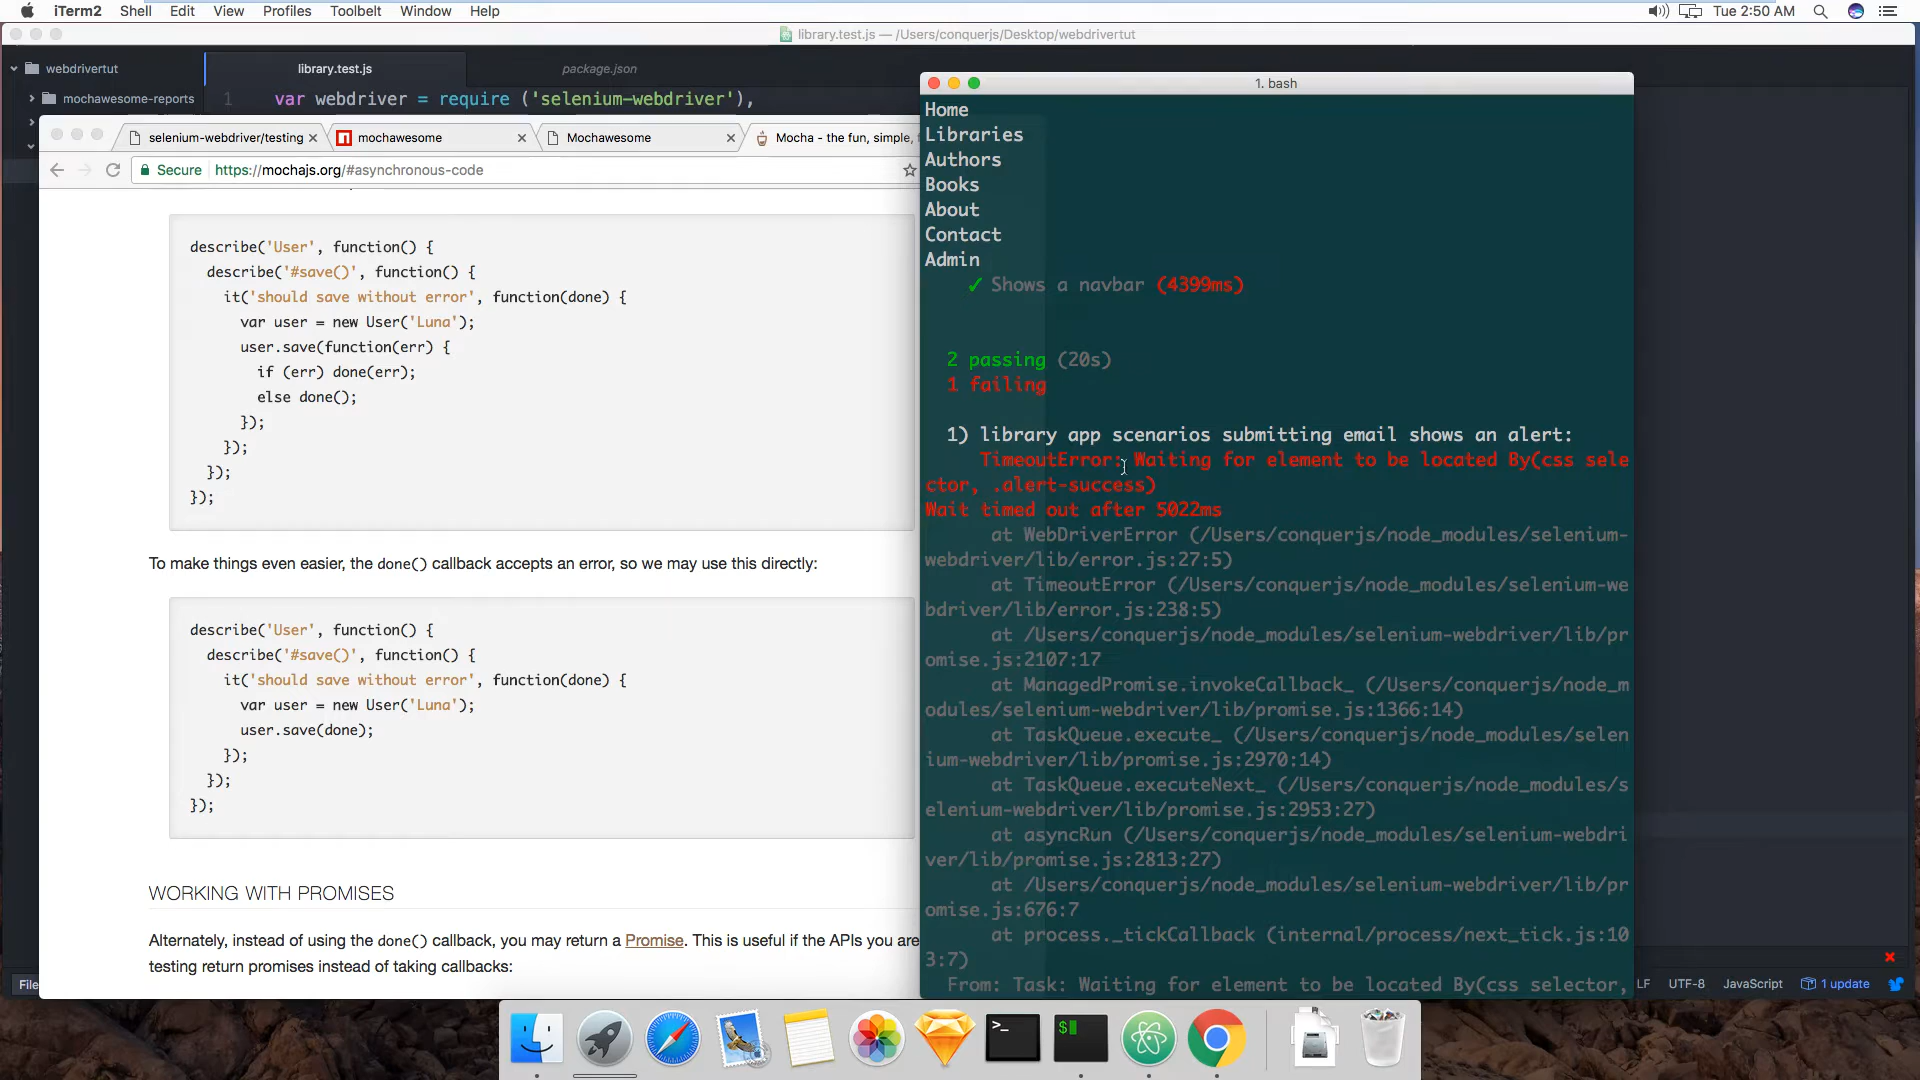 iTerm2 Shell Edit View Profiles Toolbelt Window Help Tue 2:50 AM
library.test.js — /Users/conquerjs/Desktop/webdrivertut
webdrivertut
library.test.js package.json
mochawesome-reports
1 var webdriver = require ('selenium-webdriver'),
selenium-webdriver/testing mochawesome Mochawesome Mocha - the fun, simple,
Secure https://mochajs.org/#asynchronous-code
describe('User', function() {
describe('#save()', function() {
it('should save without error', function(done) {
var user = new User('Luna');
user.save(function(err) {
if (err) done(err);
else done();
});
});
});
});
To make things even easier, the done() callback accepts an error, so we may use this directly:
describe('User', function() {
describe('#save()', function() {
it('should save without error', function(done) {
var user = new User('Luna');
user.save(done);
});
});
});
WORKING WITH PROMISES
Alternately, instead of using the done() callback, you may return a Promise. This is useful if the APIs you are
testing return promises instead of taking callbacks:
File
1. bash
Home
Libraries
Authors
Books
About
Contact
Admin
✓ Shows a navbar (4399ms)
2 passing (20s)
1 failing
1) library app scenarios submitting email shows an alert:
TimeoutError: Waiting for element to be located By(css sele
ctor, .alert-success)
Wait timed out after 5022ms
at WebDriverError (/Users/conquerjs/node_modules/selenium-
webdriver/lib/error.js:27:5)
at TimeoutError (/Users/conquerjs/node_modules/selenium-we
bdriver/lib/error.js:238:5)
at /Users/conquerjs/node_modules/selenium-webdriver/lib/pr
omise.js:2107:17
at ManagedPromise.invokeCallback_ (/Users/conquerjs/node_m
odules/selenium-webdriver/lib/promise.js:1366:14)
at TaskQueue.execute_ (/Users/conquerjs/node_modules/selen
ium-webdriver/lib/promise.js:2970:14)
at TaskQueue.executeNext_ (/Users/conquerjs/node_modules/s
elenium-webdriver/lib/promise.js:2953:27)
at asyncRun (/Users/conquerjs/node_modules/selenium-webdri
ver/lib/promise.js:2813:27)
at /Users/conquerjs/node_modules/selenium-webdriver/lib/pr
omise.js:676:7
at process._tickCallback (internal/process/next_tick.js:10
3:7)
From: Task: Waiting for element to be located By(css selector,
LF UTF-8 JavaScript 1 update